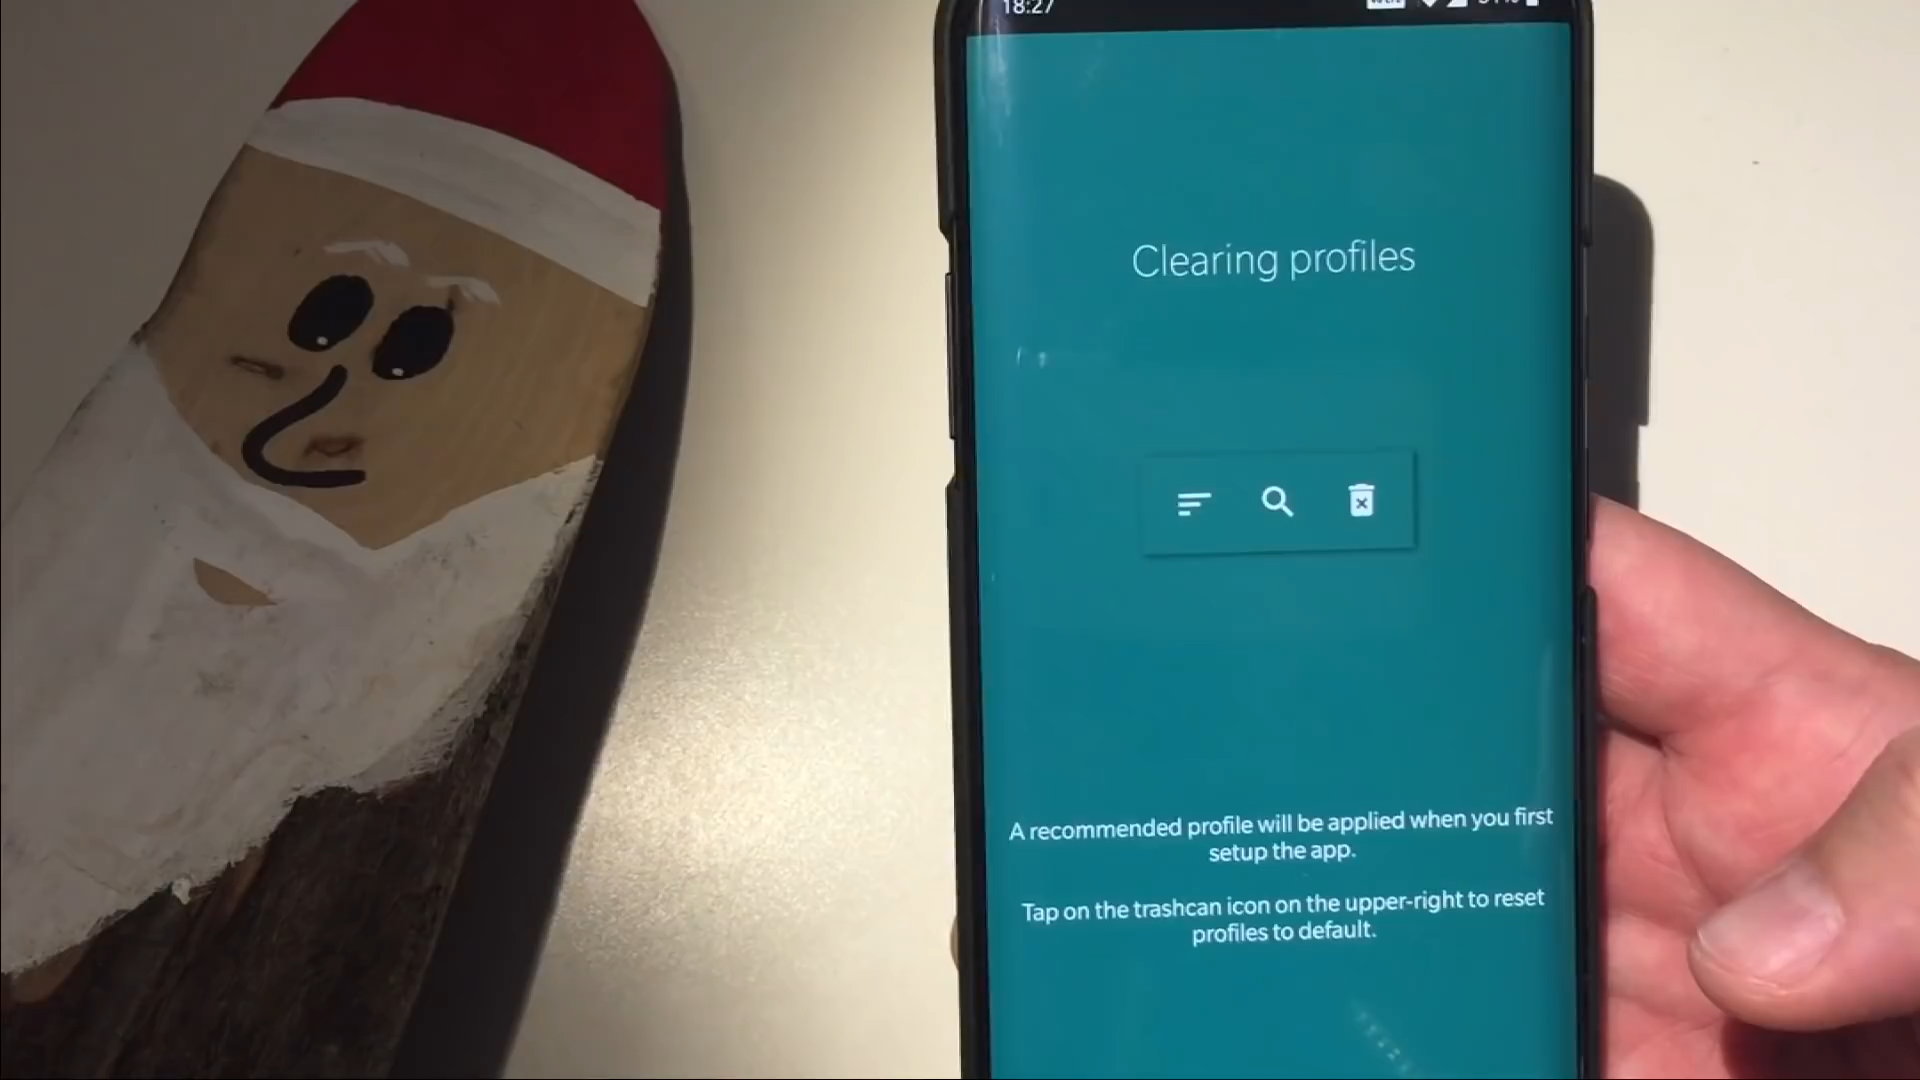 18:27
Clearing profiles
A recommended profile will be applied when you first
setup the app.
Tap on the trashcan icon on the upper-right to reset
profiles to default.